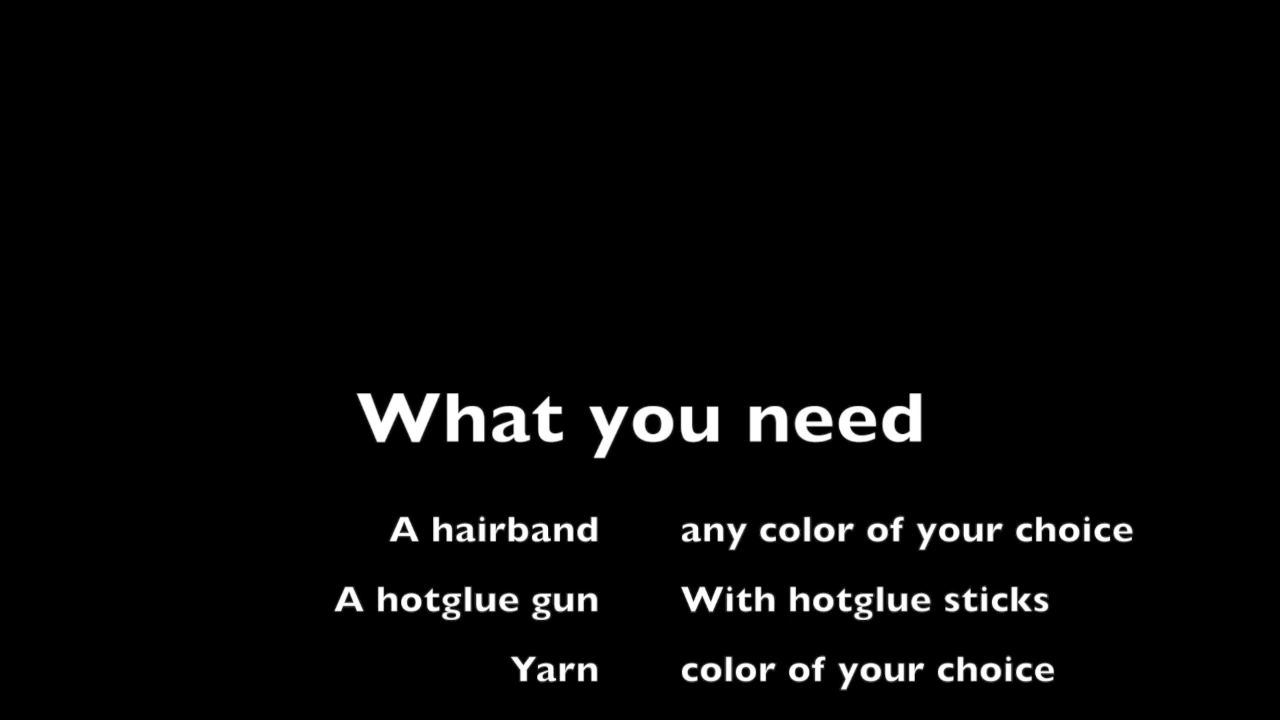 What you need
A hairband any color of your choice
A hotglue gun With hotglue sticks
Yarn color of your choice